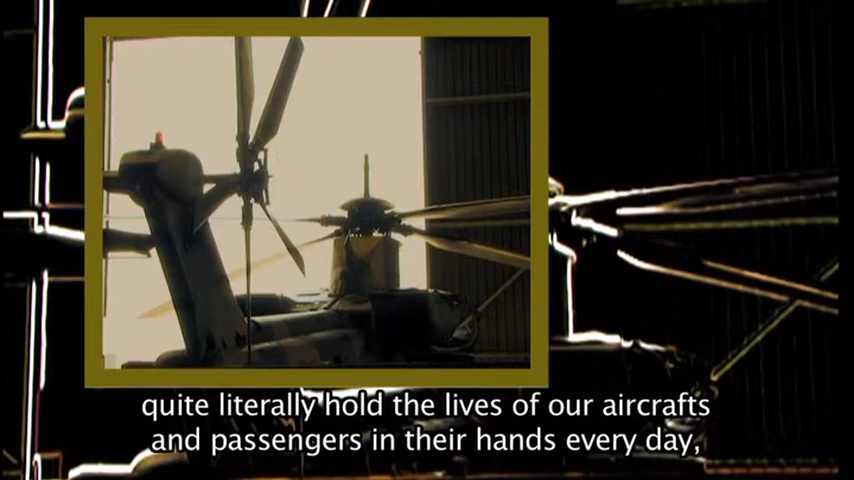 quite literally hold the lives of our aircrafts
and passengers in their hands every day,